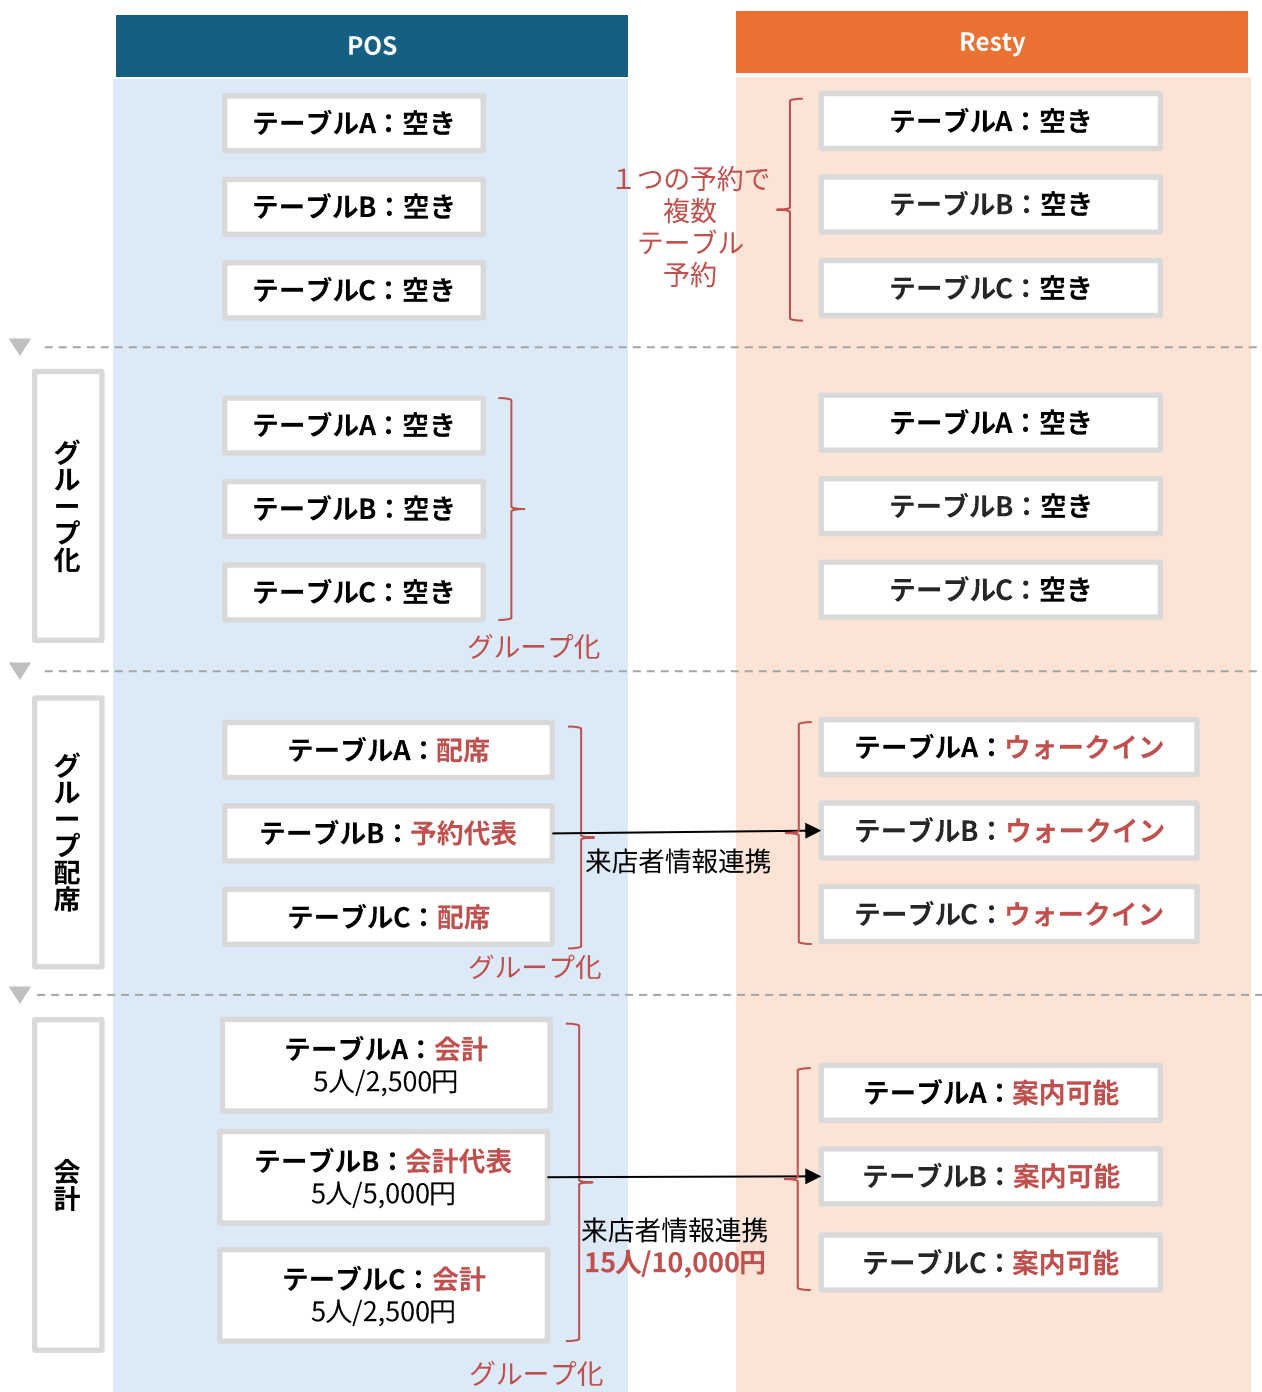 POS
Resty
テーブルA：空き
テーブルB：空き
テーブルC：空き
１つの予約で
複数
テーブル
予約
テーブルA：空き
テーブルB：空き
テーブルC：空き
グループ化
テーブルA：空き
テーブルB：空き
テーブルC：空き
グループ化
テーブルA：空き
テーブルB：空き
テーブルC：空き
グループ配席
テーブルA：配席
テーブルB：予約代表
テーブルC：配席
グループ化
来店者情報連携
テーブルA：ウォークイン
テーブルB：ウォークイン
テーブルC：ウォークイン
会計
テーブルA：会計
5人/2,500円
テーブルB：会計代表
5人/5,000円
テーブルC：会計
5人/2,500円
グループ化
来店者情報連携
15人/10,000円
テーブルA：案内可能
テーブルB：案内可能
テーブルC：案内可能